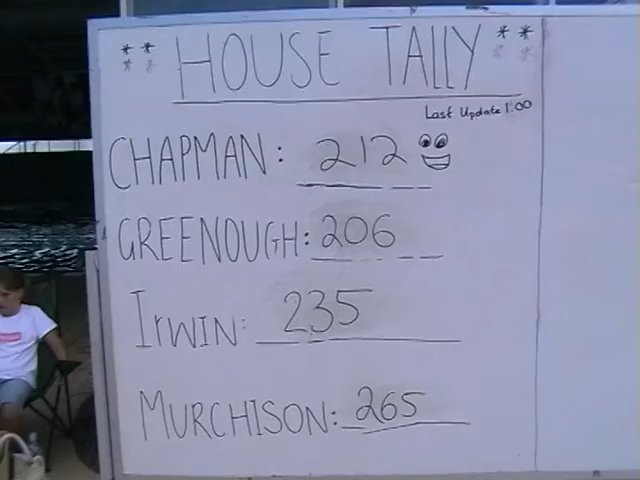 ** HOUSE TALLY **
** **
Last Update 1:00
CHAPMAN: 212
GREENOUGH: 206
IrWIN: 235
MURCHISON: 265